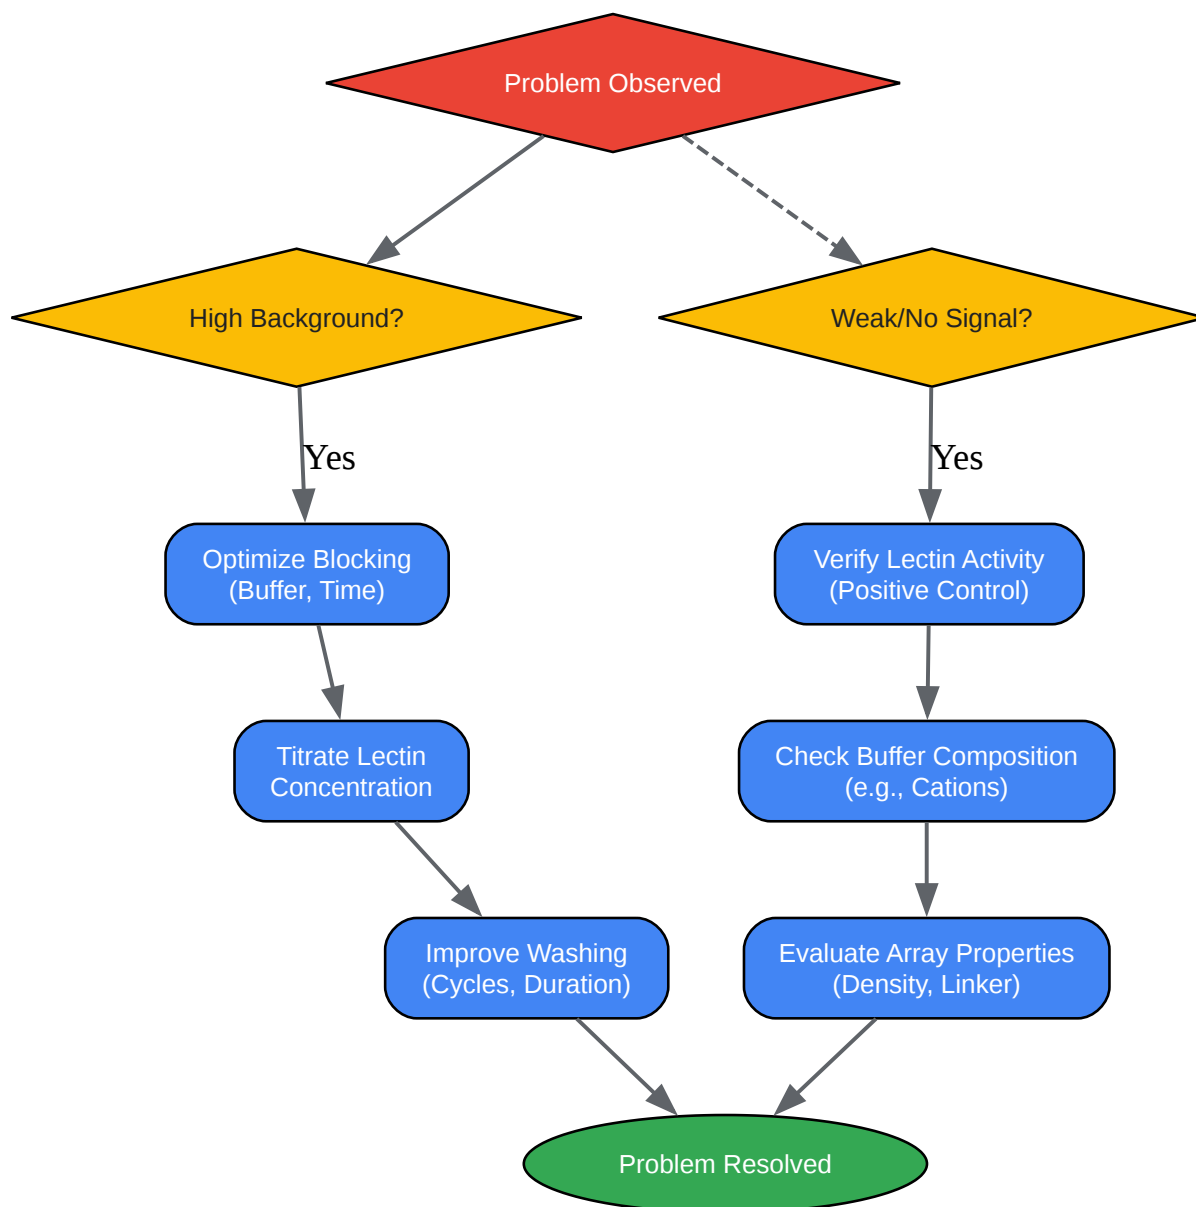 Problem Observed
High Background?
Weak/No Signal?
Yes
Yes
Optimize Blocking
(Buffer, Time)
Verify Lectin Activity
(Positive Control)
Titrate Lectin
Concentration
Check Buffer Composition
(e.g., Cations)
Improve Washing
(Cycles, Duration)
Evaluate Array Properties
(Density, Linker)
Problem Resolved